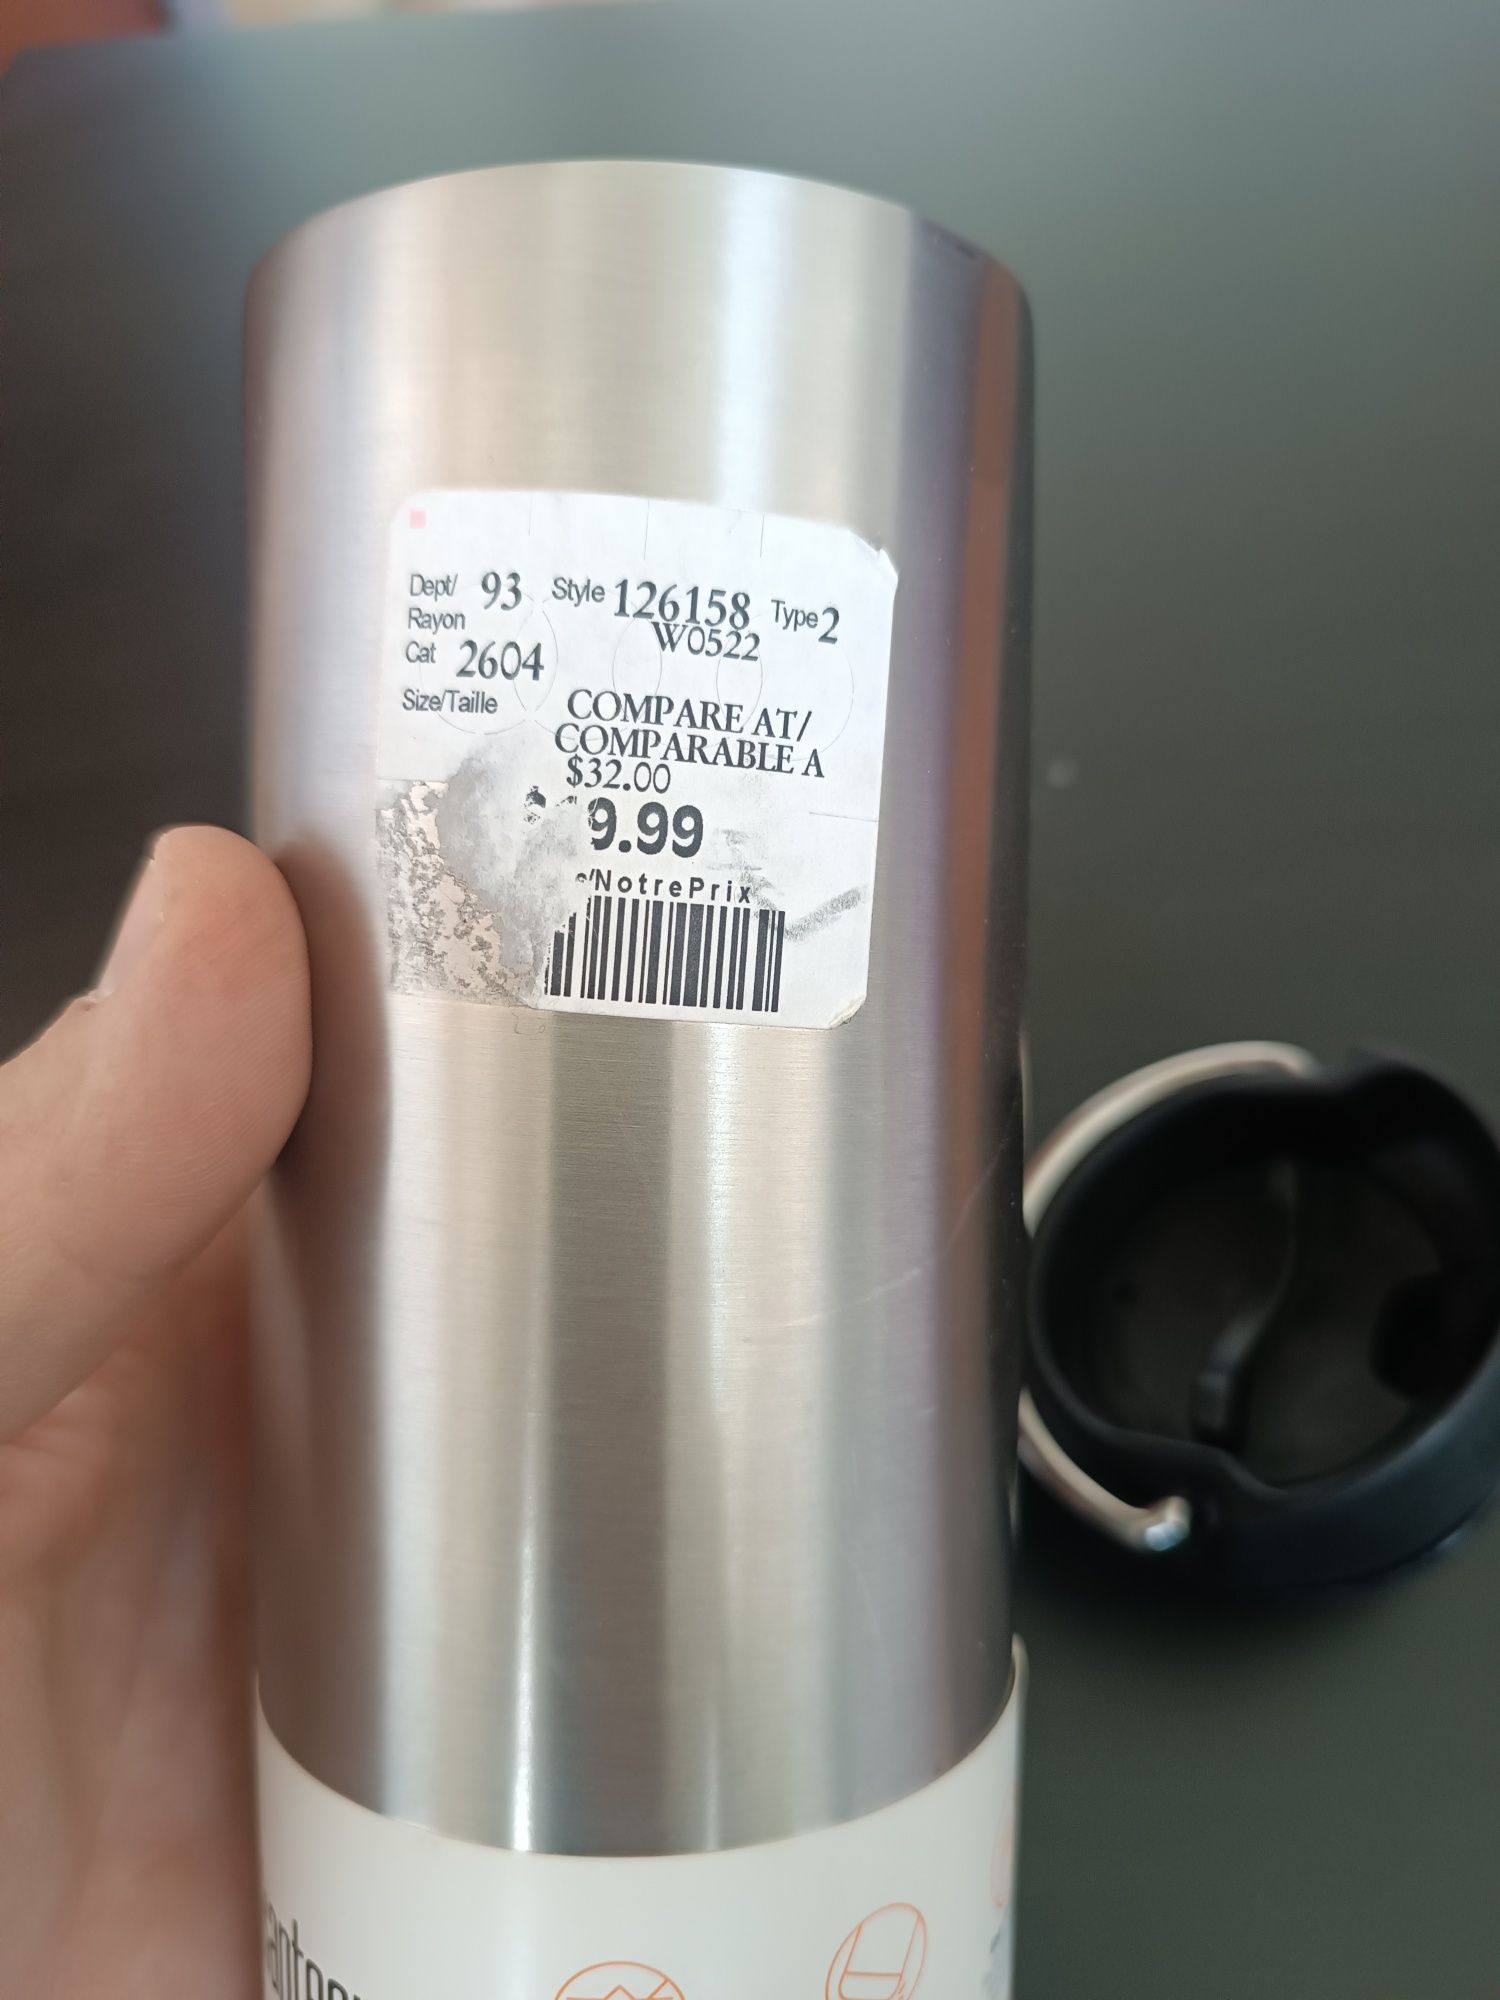 Dept/ 93 Style 126158 Type 2
Rayon W0522
Cat 2604
Size/Taille
COMPARE AT/
COMPARABLE A
$32.00
9.99
/NotrePrix